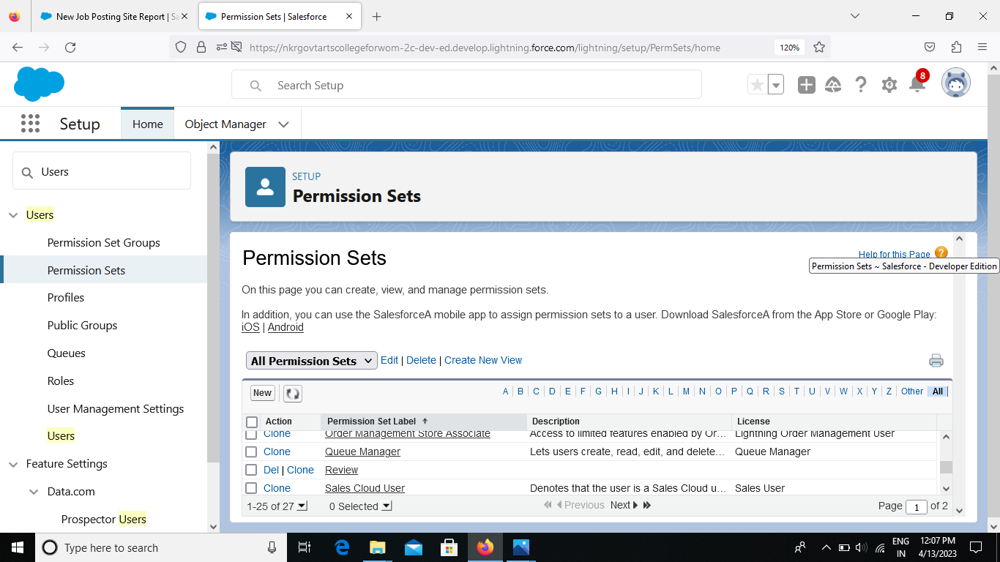 New Job Posting Site Report | Sa
Permission Sets | Salesforce
https://nkrgovtartscollegeforwom-2c-dev-ed.develop.lightning.force.com/lightning/setup/PermSets/home
120%
Search Setup
8
Setup
Home
Object Manager
Users
Users
Permission Set Groups
Permission Sets
Profiles
Public Groups
Queues
Roles
User Management Settings
Users
Feature Settings
Data.com
Prospector Users
SETUP
Permission Sets
Permission Sets
Help for this Page ?
Permission Sets ~ Salesforce - Developer Edition
On this page you can create, view, and manage permission sets.
In addition, you can use the SalesforceA mobile app to assign permission sets to a user. Download SalesforceA from the App Store or Google Play:
iOS | Android
All Permission Sets Edit | Delete | Create New View
New A B C D E F G H I J K L M N O P Q R S T U V W X Y Z Other All
Action Permission Set Label Description License
Clone Order Management Store Associate Access to limited features enabled by Or... Lightning Order Management User
Clone Queue Manager Lets users create, read, edit, and delete... Queue Manager
Del | Clone Review
Clone Sales Cloud User Denotes that the user is a Sales Cloud u... Sales User
1-25 of 27 0 Selected Previous Next Page 1 of 2
Type here to search
ENG
IN
12:07 PM
4/13/2023